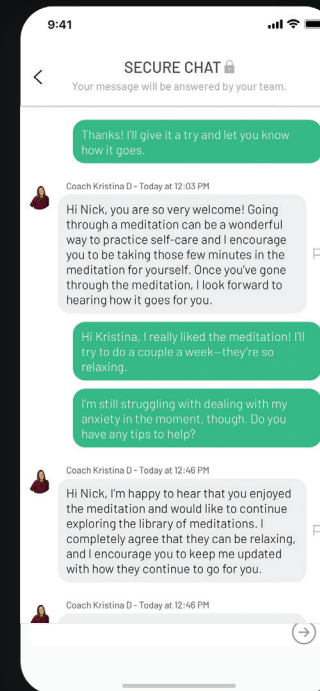 9:41
SECURE CHAT
Your message will be answered by your team.
Thanks! I'll give it a try and let you know
how it goes.
Coach Kristina D - Today at 12:03 PM
Hi Nick, you are so very welcome! Going
through a meditation can be a wonderful
way to practice self-care and I encourage
you to be taking those few minutes in the
meditation for yourself. Once you've gone
through the meditation, I look forward to
hearing how it goes for you.
Hi Kristina, I really liked the meditation! I'll
try to do a couple a week—they're so
relaxing.
I'm still struggling with dealing with my
anxiety in the moment, though. Do you
have any tips to help?
Coach Kristina D - Today at 12:46 PM
Hi Nick, I'm happy to hear that you enjoyed
the meditation and would like to continue
exploring the library of meditations. I
completely agree that they can be relaxing,
and I encourage you to keep me updated
with how they continue to go for you.
Coach Kristina D - Today at 12:46 PM